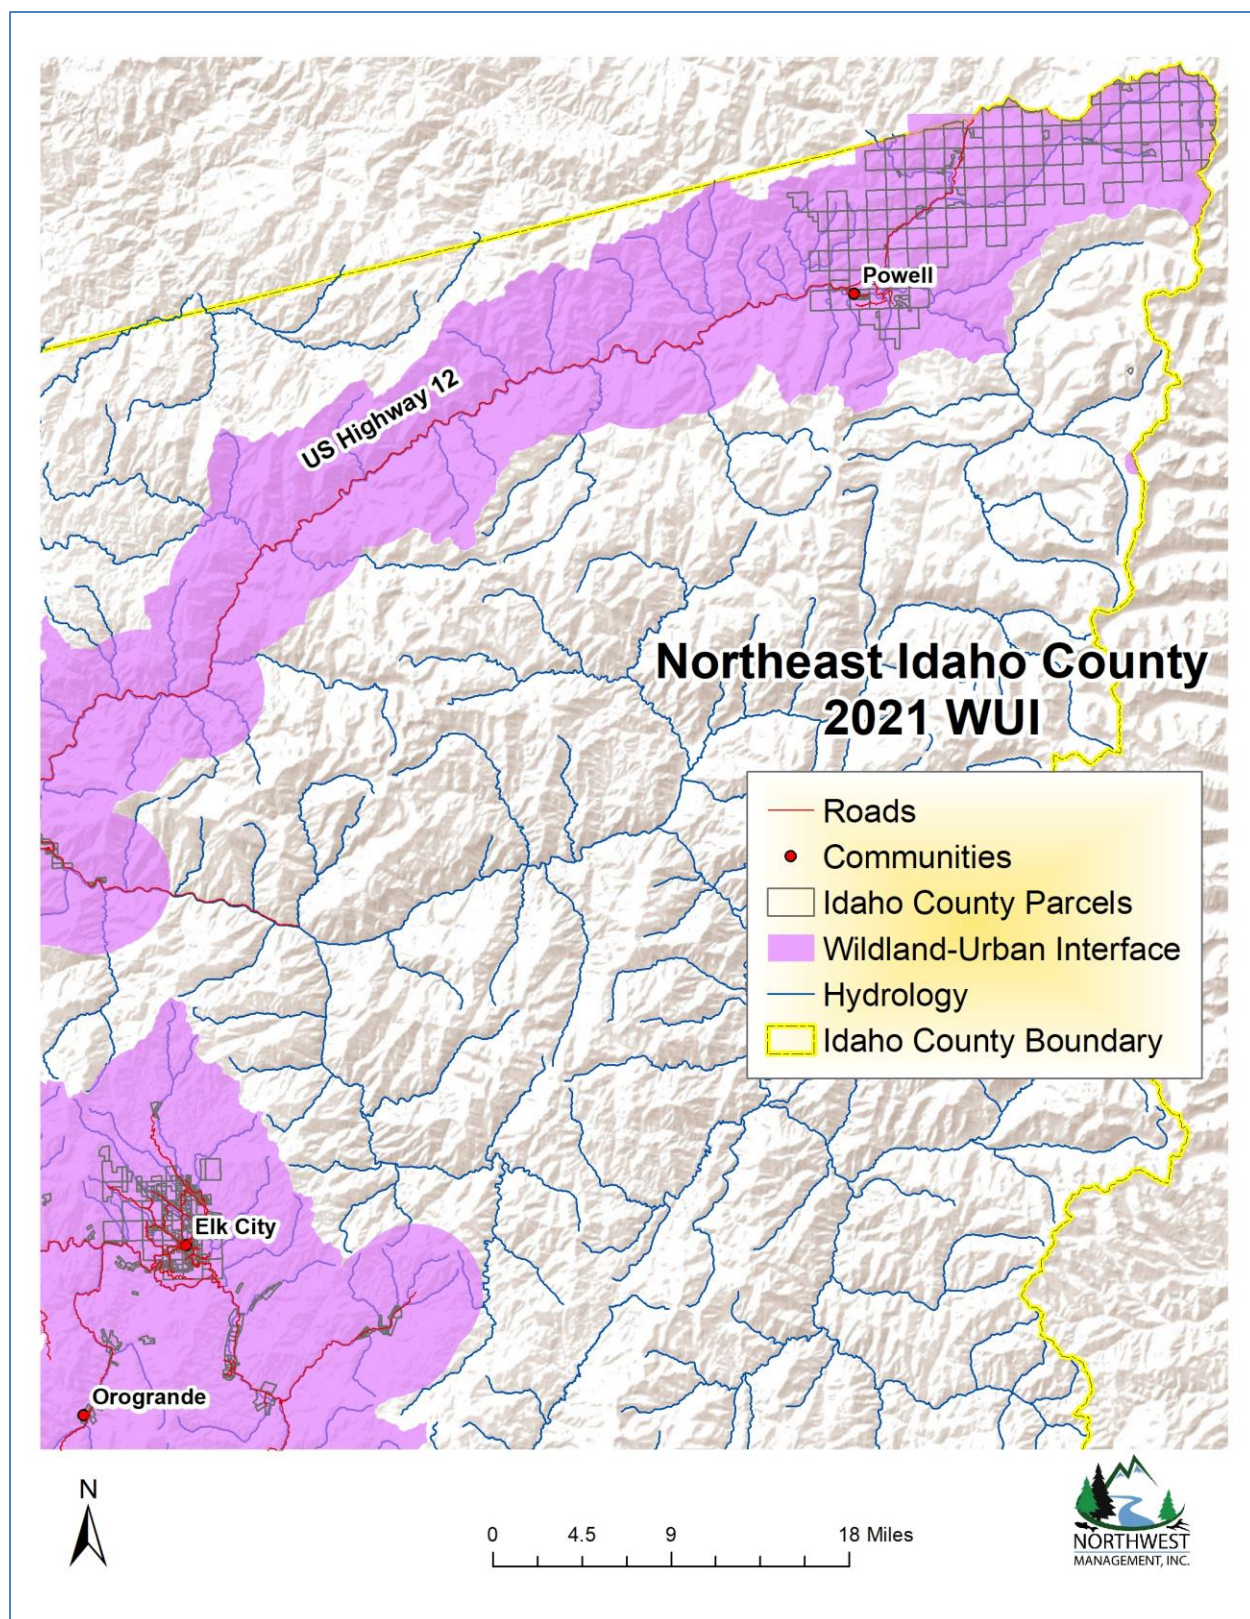 Powell
US Highway 12
Northeast Idaho County
2021 WUI
Roads
Communities
Idaho County Parcels
Wildland-Urban Interface
Hydrology
Idaho County Boundary
Elk City
Orogrande
N
0 4.5 9 18 Miles
NORTHWEST
MANAGEMENT, INC.